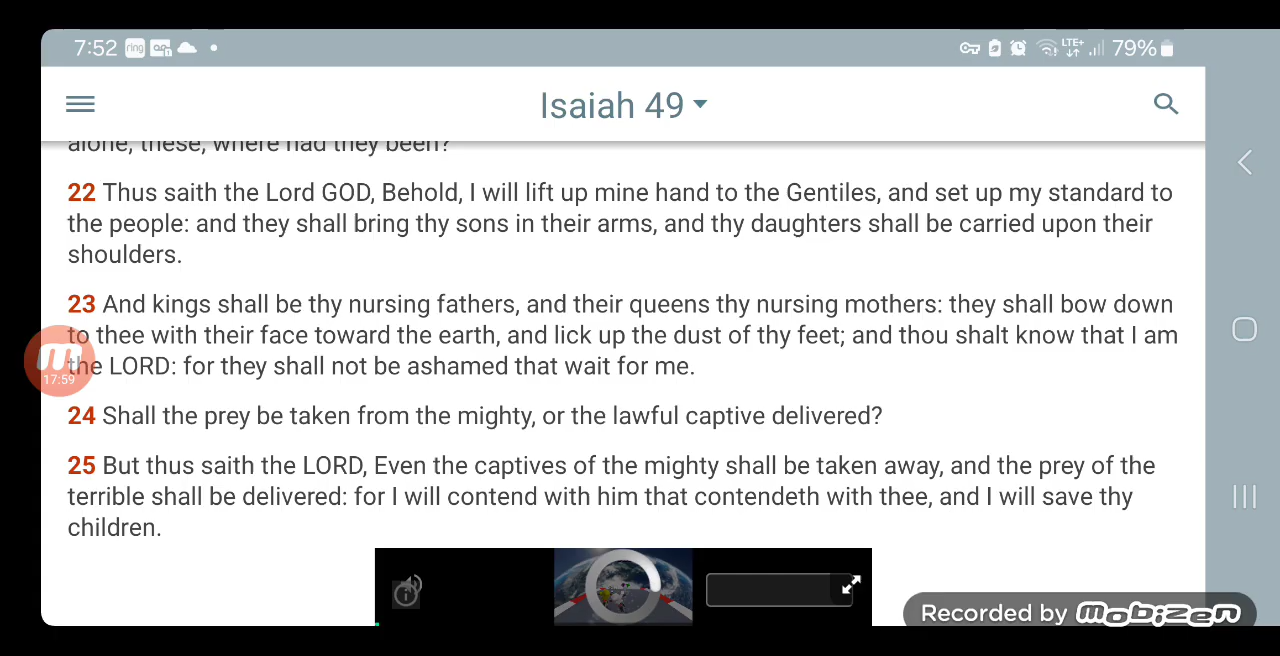 7:52 ring LTE+ 79%
Isaiah 49
alone, these, where had they been?
22 Thus saith the Lord GOD, Behold, I will lift up mine hand to the Gentiles, and set up my standard to
the people: and they shall bring thy sons in their arms, and thy daughters shall be carried upon their
shoulders.
23 And kings shall be thy nursing fathers, and their queens thy nursing mothers: they shall bow down
to thee with their face toward the earth, and lick up the dust of thy feet; and thou shalt know that I am
the LORD: for they shall not be ashamed that wait for me.
17:59
24 Shall the prey be taken from the mighty, or the lawful captive delivered?
25 But thus saith the LORD, Even the captives of the mighty shall be taken away, and the prey of the
terrible shall be delivered: for I will contend with him that contendeth with thee, and I will save thy
children.
Recorded by Mobizen